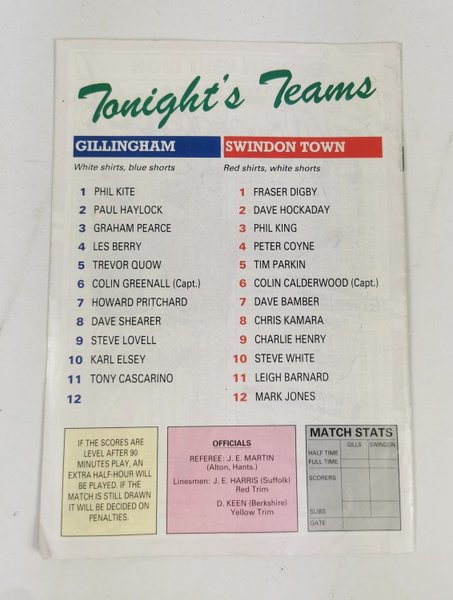 Tonight's Teams
GILLINGHAM
White shirts, blue shorts
1 PHIL KITE
2 PAUL HAYLOCK
3 GRAHAM PEARCE
4 LES BERRY
5 TREVOR QUOW
6 COLIN GREENALL (Capt.)
7 HOWARD PRITCHARD
8 DAVE SHEARER
9 STEVE LOVELL
10 KARL ELSEY
11 TONY CASCARINO
12
SWINDON TOWN
Red shirts, white shorts
1 FRASER DIGBY
2 DAVE HOCKADAY
3 PHIL KING
4 PETER COYNE
5 TIM PARKIN
6 COLIN CALDERWOOD (Capt.)
7 DAVE BAMBER
8 CHRIS KAMARA
9 CHARLIE HENRY
10 STEVE WHITE
11 LEIGH BARNARD
12 MARK JONES
IF THE SCORES ARE
LEVEL AFTER 90
MINUTES PLAY, AN
EXTRA HALF-HOUR WILL
BE PLAYED. IF THE
MATCH IS STILL DRAWN
IT WILL BE DECIDED ON
PENALTIES.
OFFICIALS
REFEREE: J. E. MARTIN
(Alton, Hants.)
Linesmen: J. E. HARRIS (Suffolk)
Red Trim
D. KEEN (Berkshire)
Yellow Trim
MATCH STATS
GILLS SWINDON
HALF TIME
FULL TIME
SCORERS
SUBS
GATE